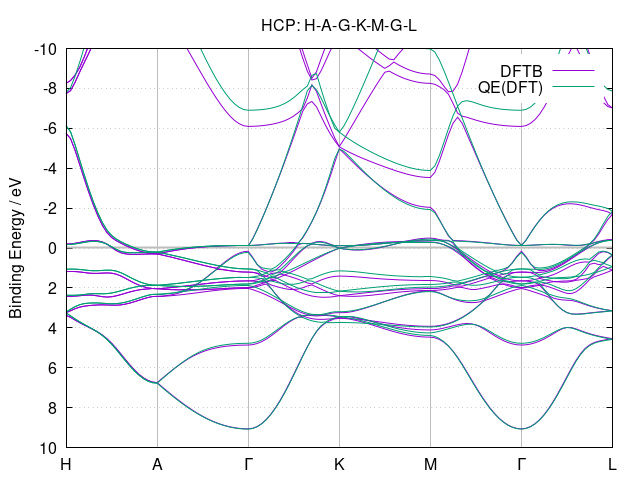 HCP: H-A-G-K-M-G-L
-10
-8
-6
-4
-2
0
2
4
6
8
10
Binding Energy / eV
DFTB
QE(DFT)
H A Γ K M Γ L